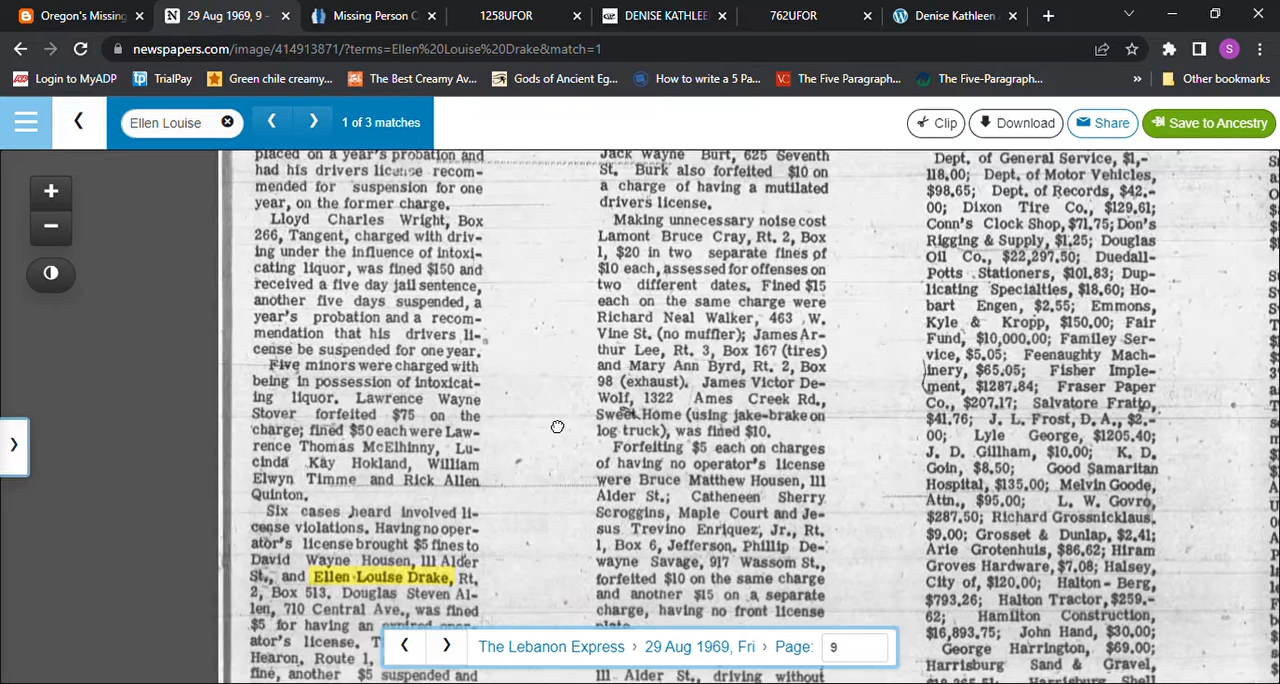 Oregon's Missing
29 Aug 1969, 9 -
Missing Person C
1258UFOR
DENISE KATHLEE
762UFOR
Denise Kathleen
newspapers.com/image/414913871/?terms=Ellen%20Louise%20Drake&match=1
S
Login to MyADP
TrialPay
Green chile creamy...
The Best Creamy Av...
Gods of Ancient Eg...
How to write a 5 Pa...
The Five Paragraph...
The Five-Paragraph...
Other bookmarks
Ellen Louise
1 of 3 matches
Clip
Download
Share
Save to Ancestry
placed on a year's probation and
had his drivers license recom-
mended for suspension for one
year, on the former charge.
Lloyd Charles Wright, Box
266, Tangent, charged with driv-
ing under the influence of intoxi-
cating liquor, was fined $150 and
received a five day jail sentence,
another five days suspended, a
year's probation and a recom-
mendation that his drivers li-
cense be suspended for one year.
Five minors were charged with
being in possession of intoxicat-
ing liquor. Lawrence Wayne
Stover forfeited $75 on the
charge; fined $50 each were Law-
rence Thomas McElhinny, Lu-
cinda Kay Hokland, William
Elwyn Timme and Rick Allen
Quinton.
Six cases heard involved li-
cense violations. Having no oper-
ator's license brought $5 fines to
David Wayne Housen, 111 Alder
St., and Ellen Louise Drake, Rt.
2, Box 513. Douglas Steven Al-
len, 710 Central Ave., was fined
$5 for having an expired oper-
ator's license. T
Hearon, Route 1,
fine, another $5 suspended and
Jack Wayne Burt, 625 Seventh
St. Burk also forfeited $10 on
a charge of having a mutilated
drivers license.
Making unnecessary noise cost
Lamont Bruce Cray, Rt. 2, Box
1, $20 in two separate fines of
$10 each, assessed for offenses on
two different dates. Fined $15
each on the same charge were
Richard Neal Walker, 463 W.
Vine St. (no muffler); James Ar-
thur Lee, Rt. 3, Box 167 (tires)
and Mary Ann Byrd, Rt. 2, Box
98 (exhaust). James Victor De-
Wolf, 1322 Ames Creek Rd.,
Sweet Home (using jake-brake on
log truck), was fined $10.
Forfeiting $5 each on charges
of having no operator's license
were Bruce Matthew Housen, 111
Alder St.; Catheneen Sherry
Scroggins, Maple Court and Je-
sus Trevino Enriquez, Jr., Rt.
1, Box 6, Jefferson. Phillip De-
wayne Savage, 917 Wassom St.,
forfeited $10 on the same charge
and another $15 on a separate
charge, having no front license
plate.
111 Alder St., driving without
Dept. of General Service, $1,-
118.00; Dept. of Motor Vehicles,
$98.65; Dept. of Records, $42.-
00; Dixon Tire Co., $129.61;
Conn's Clock Shop, $71.75; Don's
Rigging & Supply, $1.25; Douglas
Oil Co., $22,297.50; Duedall-
Potts Stationers, $101.83; Dup-
licating Specialties, $18.60; Ho-
bart Engen, $2.55; Emmons,
Kyle & Kropp, $150.00; Fair
Fund, $10,000.00; Familey Ser-
vice, $5.05; Feenaughty Mach-
inery, $65.05; Fisher Imple-
ment, $1287.84; Fraser Paper
Co., $207.17; Salvatore Fratto,
$41.76; J. L. Frost, D. A., $2.-
00; Lyle George, $1205.40;
J. D. Gillham, $10.00; K. D.
Goin, $8.50; Good Samaritan
Hospital, $135.00; Melvin Goode,
Attn., $95.00; L. W. Govro,
$287.50; Richard Grossnicklaus,
$9.00; Grosset & Dunlap, $2.41;
Arie Grotenhuis, $86.62; Hiram
Groves Hardware, $7.08; Halsey,
City of, $120.00; Halton - Berg,
$793.26; Halton Tractor, $259.-
62; Hamilton Construction,
$16,893.75; John Hand, $30.00;
George Harrington, $69.00;
Harrisburg Sand & Gravel,
Harrisburg Shell
The Lebanon Express › 29 Aug 1969, Fri › Page: 9